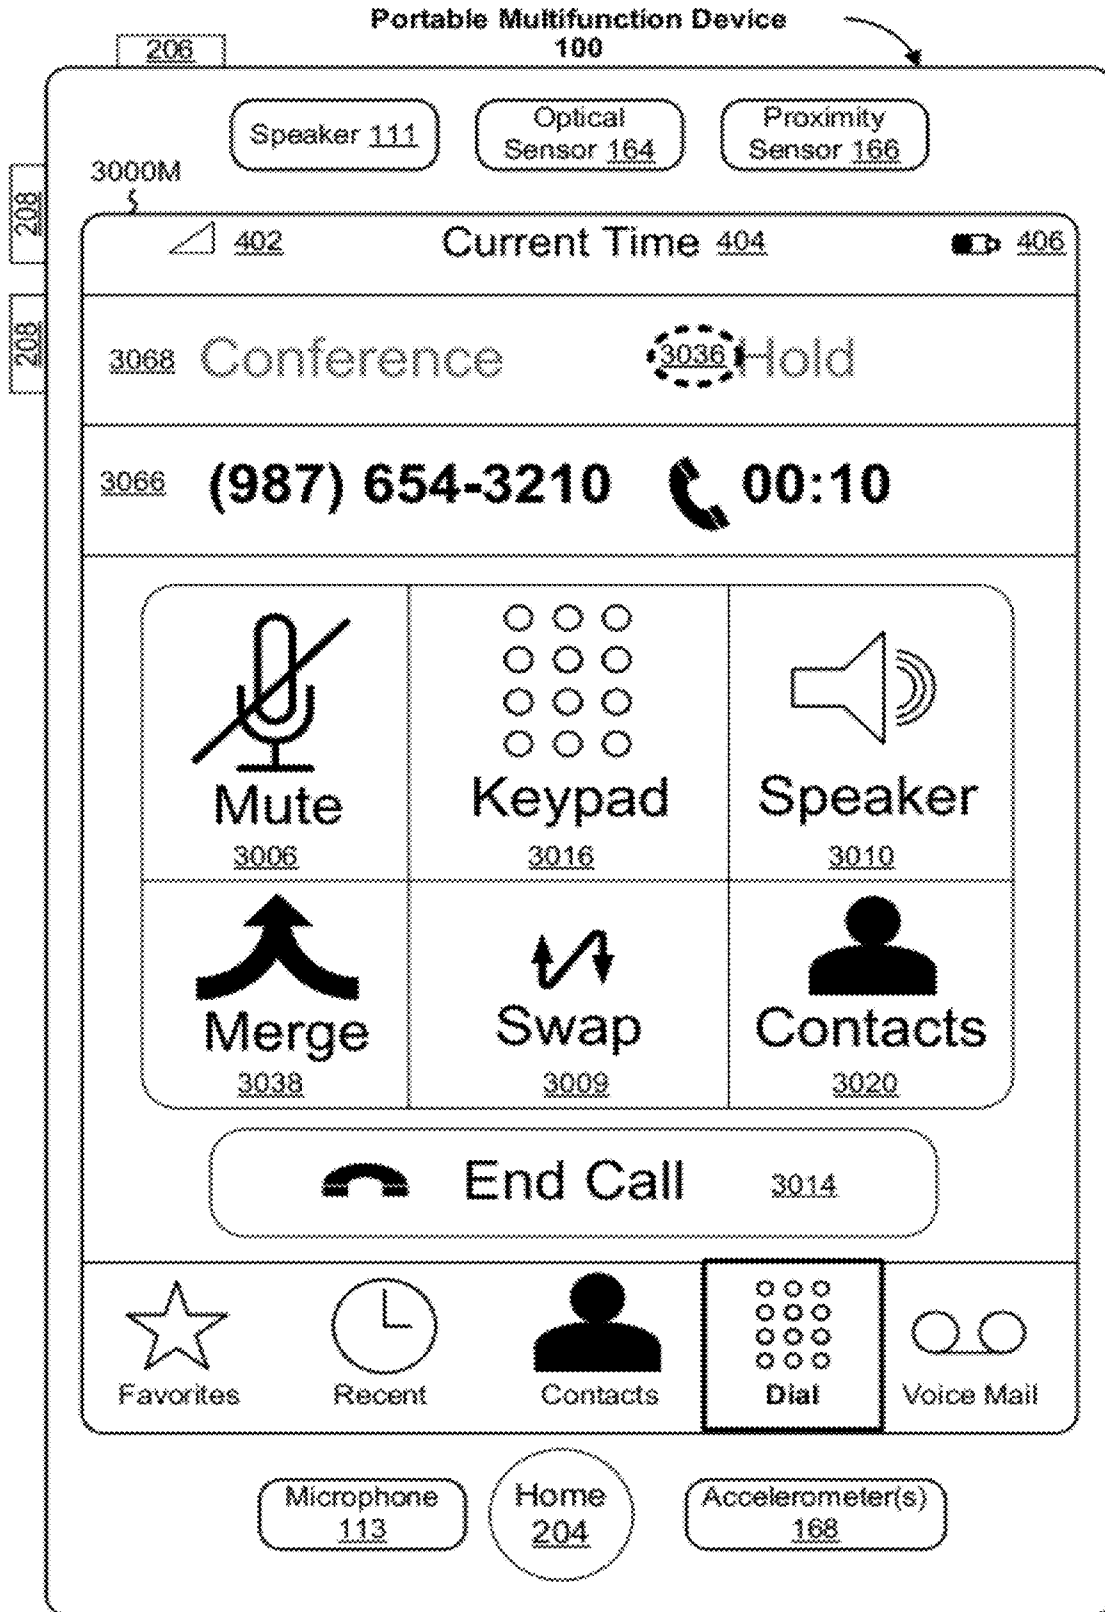 Portable Multifunction Device
100
206
Speaker 111
Optical
Sensor 164
Proximity
Sensor 166
208
208
3000M
402
Current Time 404
406
3068 Conference
3036 Hold
3066 (987) 654-3210 00:10
Mute
3006
Keypad
3016
Speaker
3010
Merge
3038
Swap
3009
Contacts
3020
End Call 3014
Favorites
Recent
Contacts
Dial
Voice Mail
Microphone
113
Home
204
Accelerometer(s)
168